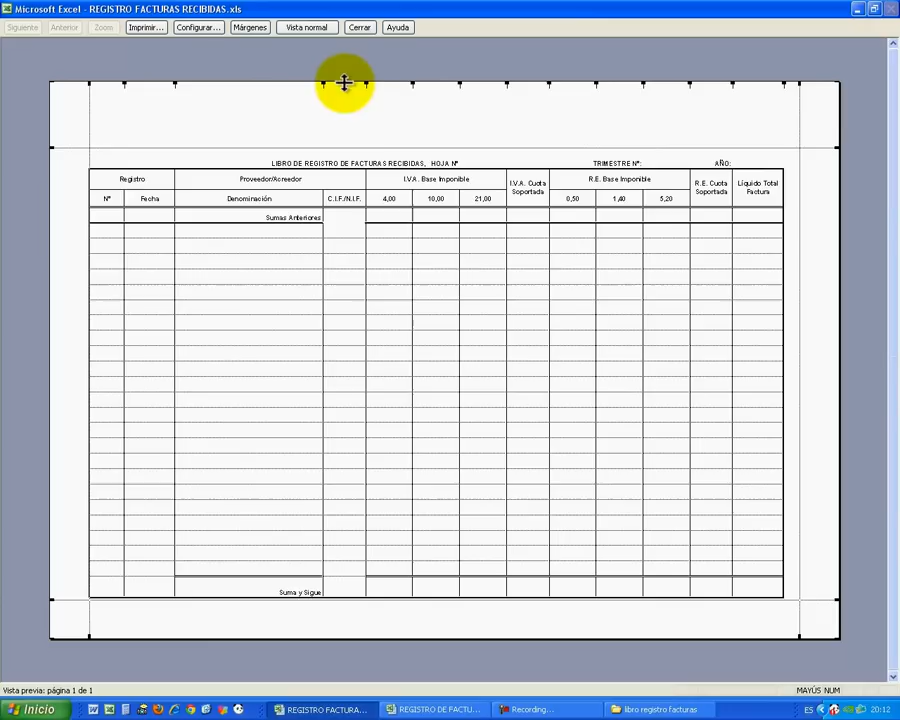 Microsoft Excel - REGISTRO FACTURAS RECIBIDAS.xls
Siguiente Anterior Zoom Imprimir... Configurar... Márgenes Vista normal Cerrar Ayuda
LIBRO DE REGISTRO DE FACTURAS RECIBIDAS, HOJA Nº TRIMESTRE Nº: AÑO:
Registro Proveedor/Acreedor I.V.A. Base Imponible I.V.A. Cuota Soportada R.E. Base Imponible R.E. Cuota Soportada Líquido Total Factura
Nº Fecha Denominación C.I.F./N.I.F. 4,00 10,00 21,00 0,50 1,40 5,20
Sumas Anteriores
Suma y Sigue
Vista previa: página 1 de 1 MAYÚS NUM
Inicio REGISTRO FACTURA... REGISTRO DE FACTU... Recording... libro registro facturas ES 20:12